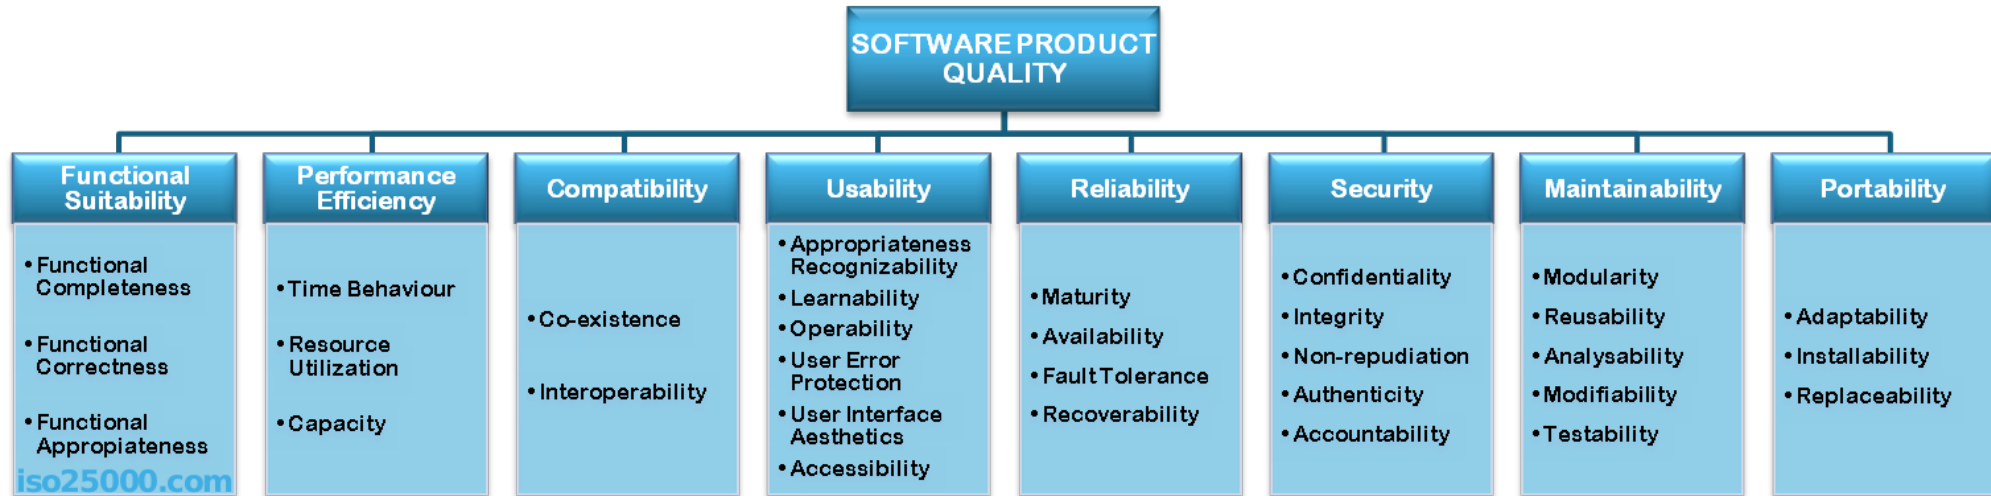 SOFTWARE PRODUCT
QUALITY
Functional
Suitability
• Functional
Completeness
• Functional
Correctness
• Functional
Appropiateness
iso25000.com
Performance
Efficiency
• Time Behaviour
• Resource
Utilization
• Capacity
Compatibility
• Co-existence
• Interoperability
Usability
• Appropriateness
Recognizability
• Learnability
• Operability
• User Error
Protection
• User Interface
Aesthetics
• Accessibility
Reliability
• Maturity
• Availability
• Fault Tolerance
• Recoverability
Security
• Confidentiality
• Integrity
• Non-repudiation
• Authenticity
• Accountability
Maintainability
• Modularity
• Reusability
• Analysability
• Modifiability
• Testability
Portability
• Adaptability
• Installability
• Replaceability